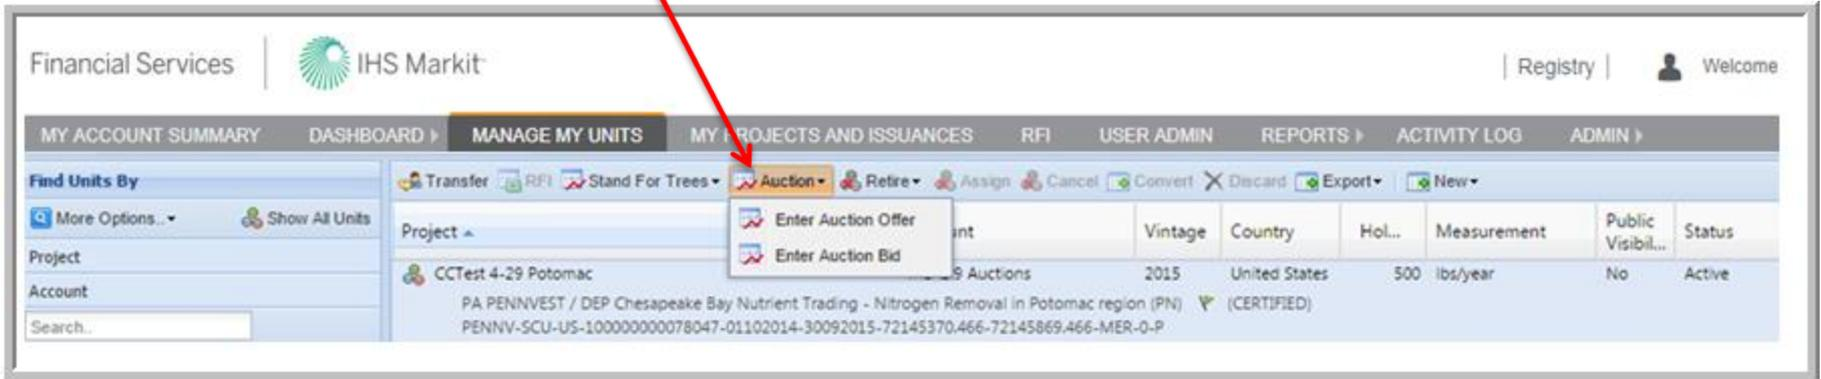 Financial Services
IHS Markit
| Registry |
Welcome
MY ACCOUNT SUMMARY DASHBOARD MANAGE MY UNITS MY PROJECTS AND ISSUANCES RFI USER ADMIN REPORTS ACTIVITY LOG ADMIN
Find Units By
Transfer RFI Stand For Trees Auction Retire Assign Cancel Convert Discard Export New
More Options.. Show All Units
Enter Auction Offer
Enter Auction Bid
Project Vintage Country Hol... Measurement Public Visibil... Status
Project
Account
Search..
CCTest 4-29 Potomac Auctions 2015 United States 500 lbs/year No Active
PA PENNVEST / DEP Chesapeake Bay Nutrient Trading - Nitrogen Removal in Potomac region (PN) (CERTIFIED)
PENNV-SCU-US-100000000078047-01102014-30092015-72145370.466-72145869.466-MER-0-P